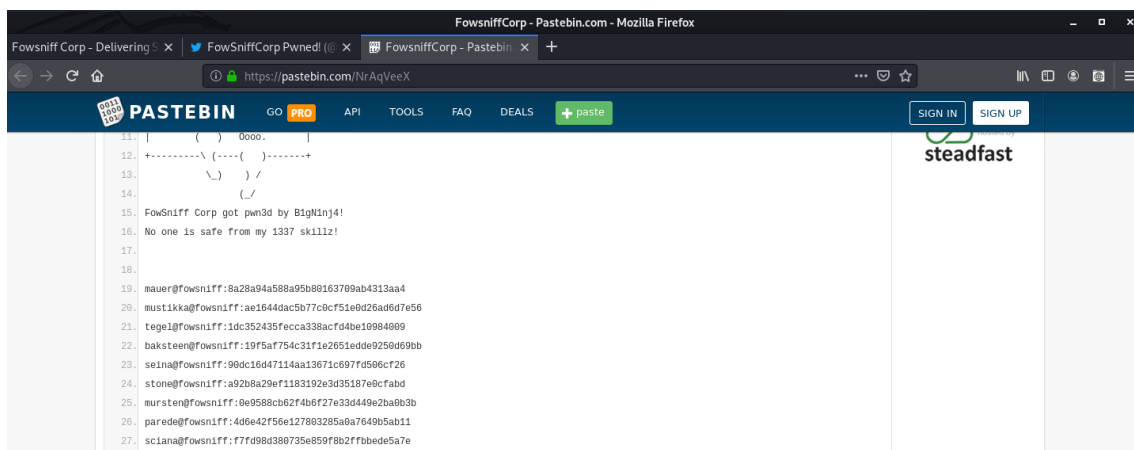 FowsniffCorp - Pastebin.com - Mozilla Firefox
Fowsniff Corp - Delivering S
FowSniffCorp Pwned! (@
FowsniffCorp - Pastebin.
https://pastebin.com/NrAqVeeX
PASTEBIN GO PRO API TOOLS FAQ DEALS + paste SIGN IN SIGN UP
hosted by
steadfast
11. | ( ) Oooo. |
12. +---------\ (----( )-------+
13. \_) ) /
14. (_/
15. FowSniff Corp got pwn3d by B1gN1nj4!
16. No one is safe from my 1337 skillz!
17.
18.
19. mauer@fowsniff:8a28a94a588a95b80163709ab4313aa4
20. mustikka@fowsniff:ae1644dac5b77c0cf51e0d26ad6d7e56
21. tegel@fowsniff:1dc352435fecca338acfd4be10984009
22. baksteen@fowsniff:19f5af754c31f1e2651edde9250d69bb
23. seina@fowsniff:90dc16d47114aa13671c697fd506cf26
24. stone@fowsniff:a92b8a29ef1183192e3d35187e0cfabd
25. mursten@fowsniff:0e9588cb62f4b6f27e33d449e2ba0b3b
26. parede@fowsniff:4d6e42f56e127803285a0a7649b5ab11
27. sciana@fowsniff:f7fd98d380735e859f8b2ffbbede5a7e